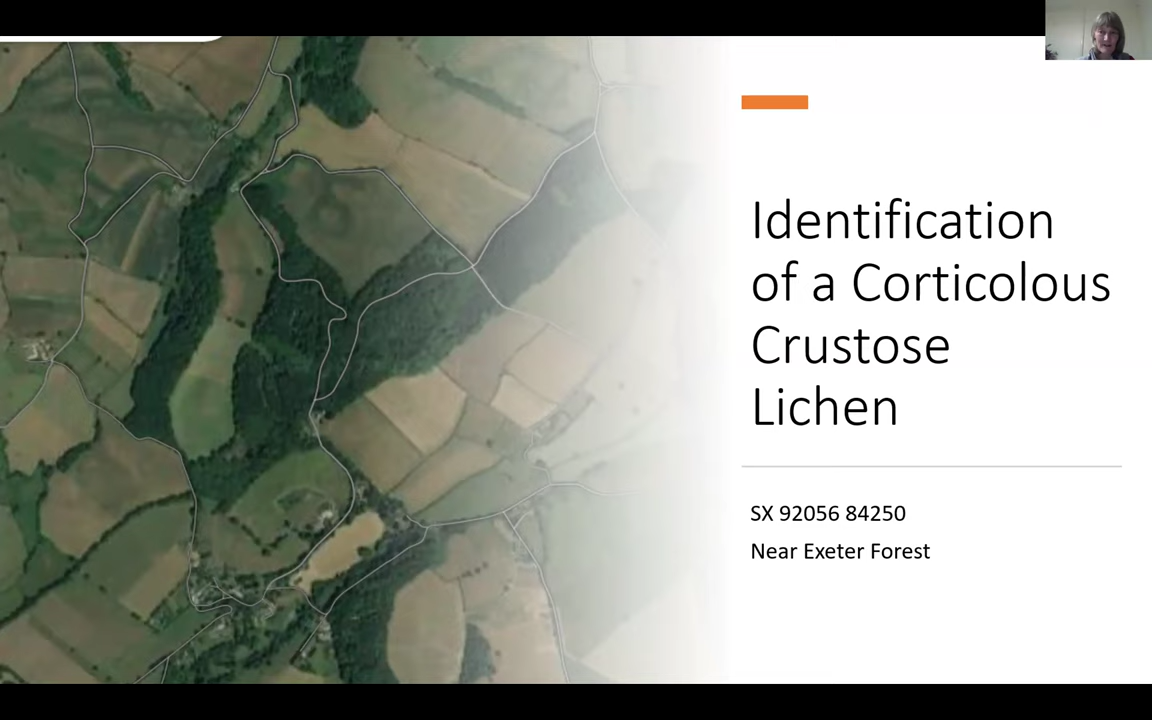 Identification
of a Corticolous
Crustose
Lichen
SX 92056 84250
Near Exeter Forest